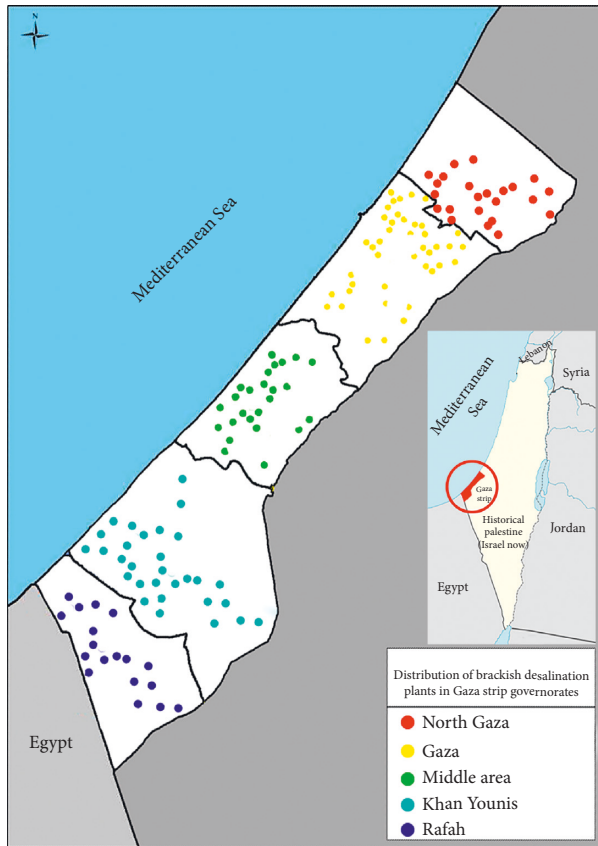 N
Mediterranean Sea
Lebanon
Syria
Mediterranean
Sea
Gaza
strip
Historical
palestine
(Israel now)
Jordan
Egypt
Egypt
Distribution of brackish desalination
plants in Gaza strip governorates
North Gaza
Gaza
Middle area
Khan Younis
Rafah